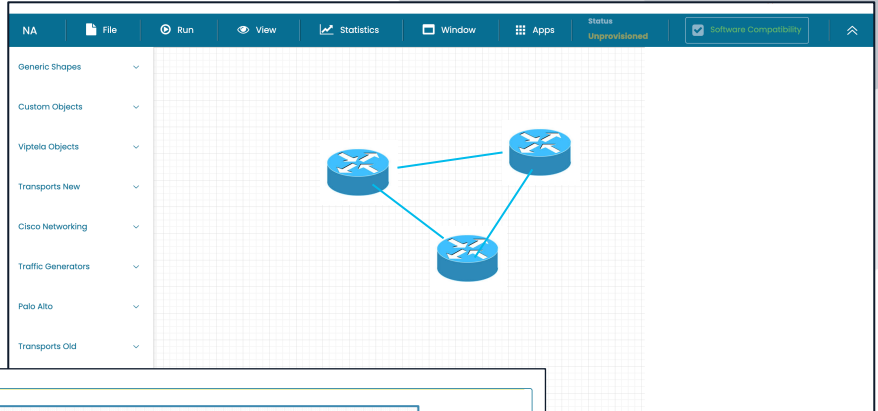 NA File Run View Statistics Window Apps Status Unprovisioned Software Compatibility
Generic Shapes
Custom Objects
Viptela Objects
Transports New
Cisco Networking
Traffic Generators
Palo Alto
Transports Old